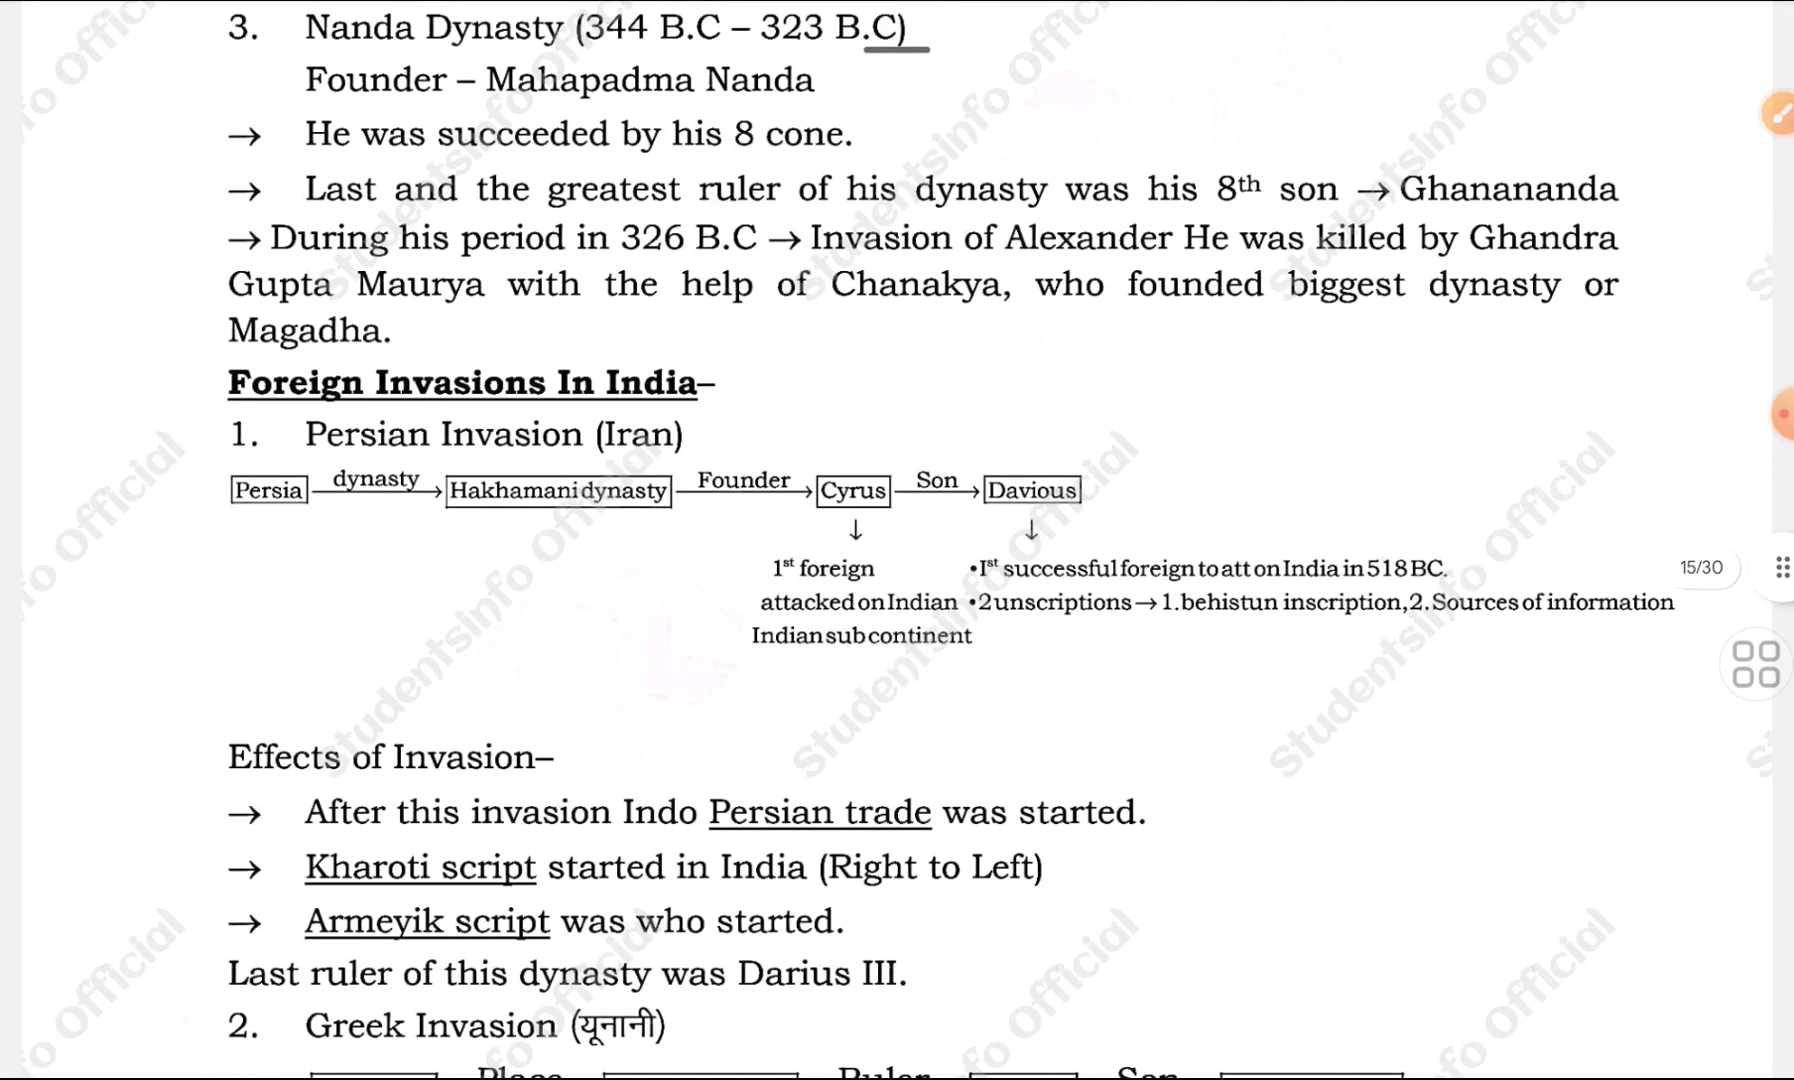 3. Nanda Dynasty (344 B.C – 323 B.C)
Founder – Mahapadma Nanda
→ He was succeeded by his 8 cone.
→ Last and the greatest ruler of his dynasty was his 8th son → Ghanananda
→ During his period in 326 B.C → Invasion of Alexander He was killed by Ghandra
Gupta Maurya with the help of Chanakya, who founded biggest dynasty or
Magadha.
Foreign Invasions In India–
1. Persian Invasion (Iran)
Persia dynasty → Hakhamani dynasty Founder → Cyrus Son → Davious
↓ ↓
1st foreign •Ist successful foreign to att on India in 518 BC.
attacked on Indian •2 unscriptions → 1.behistun inscription,2.Sources of information
Indian sub continent
15/30
Effects of Invasion–
→ After this invasion Indo Persian trade was started.
→ Kharoti script started in India (Right to Left)
→ Armeyik script was who started.
Last ruler of this dynasty was Darius III.
2. Greek Invasion (यूनानी)
Place Ruler Son
studentsinfo Official